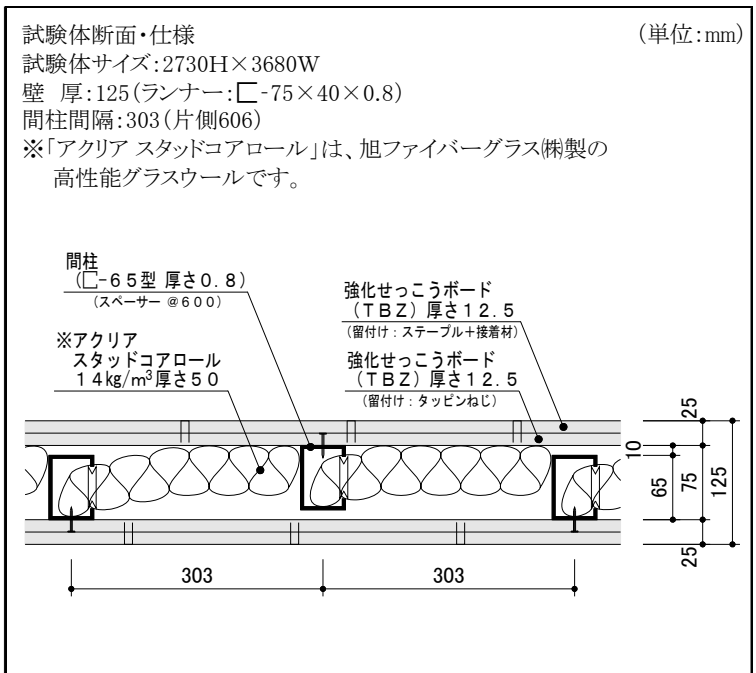 試験体断面・仕様
(単位:mm)
試験体サイズ:2730H×3680W
壁 厚:125(ランナー:⊏-75×40×0.8)
間柱間隔:303(片側606)
※「アクリア スタッドコアロール」は、旭ファイバーグラス㈱製の
高性能グラスウールです。
間柱
(⊏-65型 厚さ0.8)
(スペーサー @600)
※アクリア
スタッドコアロール
14kg/m³厚さ50
強化せっこうボード
(TBZ)厚さ12.5
(留付け:ステープル+接着材)
強化せっこうボード
(TBZ)厚さ12.5
(留付け:タッピンねじ)
25
10
65
75
125
25
303
303